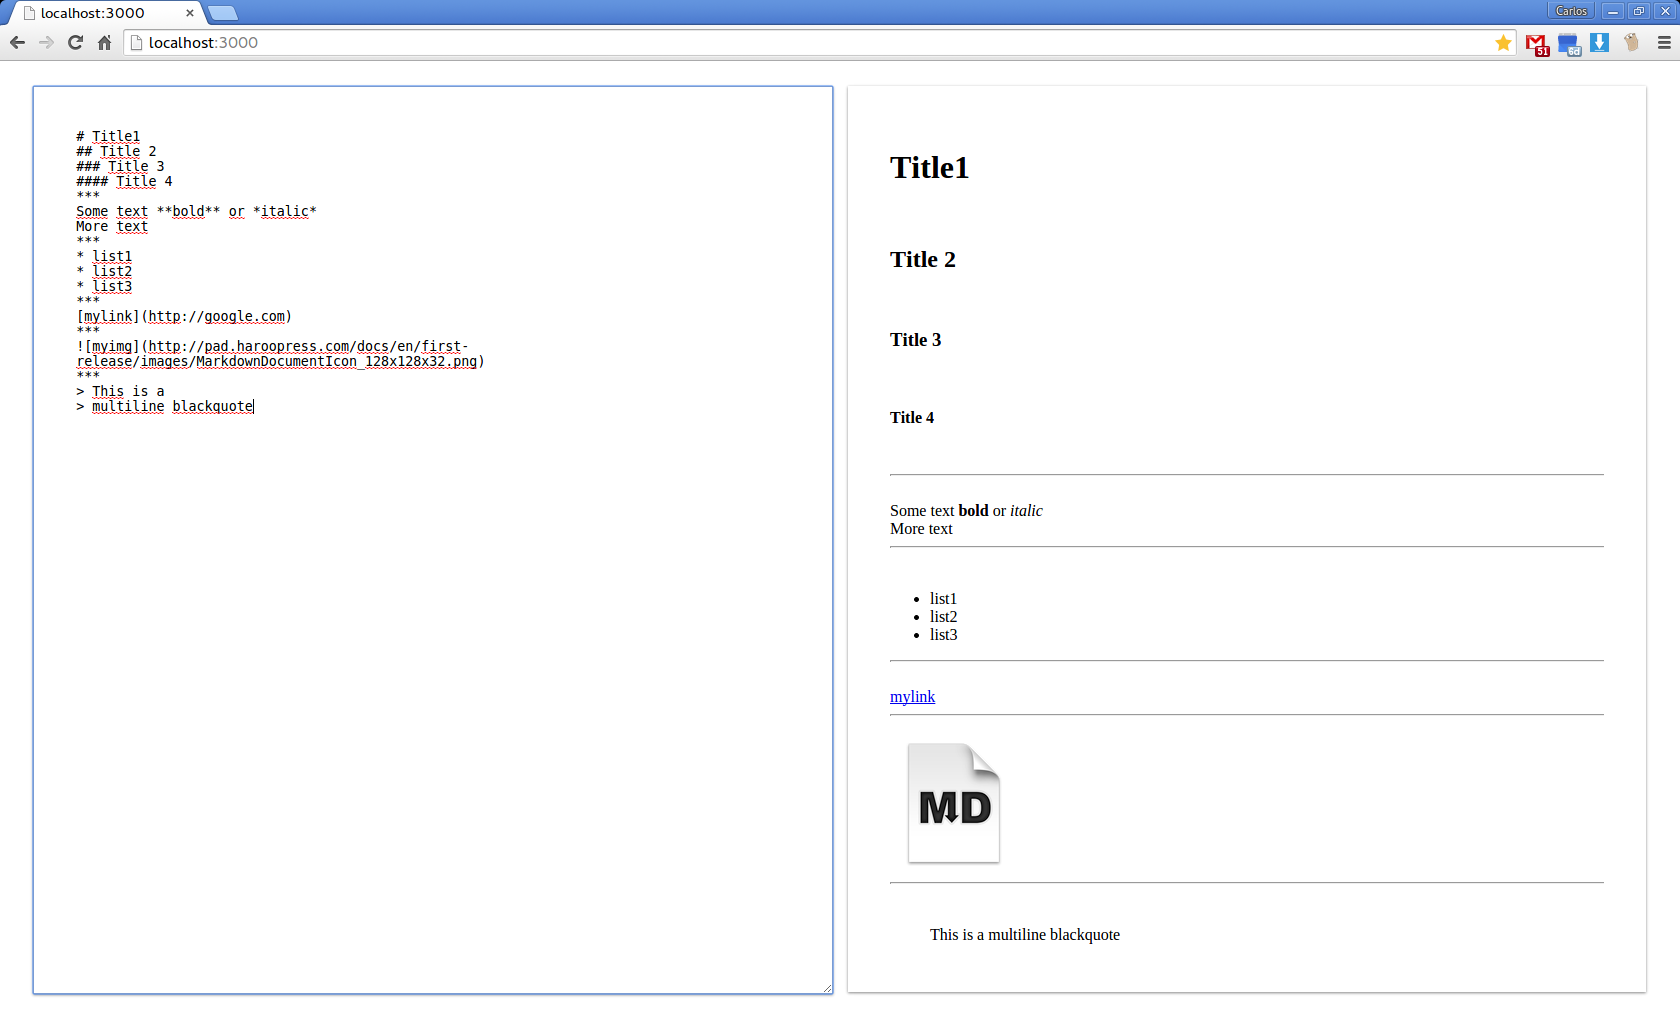 localhost:3000
Carlos
localhost:3000
51
6d
# Title1
## Title 2
### Title 3
#### Title 4
***
Some text **bold** or *italic*
More text
***
* list1
* list2
* list3
***
[mylink](http://google.com)
***
![myimg](http://pad.haroopress.com/docs/en/first-
release/images/MarkdownDocumentIcon_128x128x32.png)
***
> This is a
> multiline blackquote
Title1
Title 2
Title 3
Title 4
Some text bold or italic
More text
• list1
• list2
• list3
mylink
MD
This is a multiline blackquote